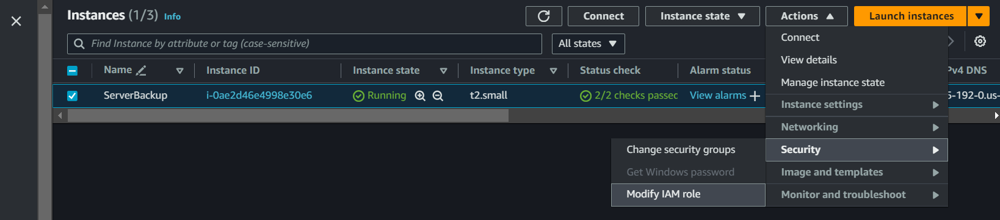 Instances (1/3) Info
Connect
Instance state
Actions
Launch instances
Find Instance by attribute or tag (case-sensitive)
All states
Name
Instance ID
Instance state
Instance type
Status check
Alarm status
Pv4 DNS
ServerBackup
i-0ae2d46e4998e30e6
Running
t2.small
2/2 checks passec
View alarms
5-192-0.us-
Connect
View details
Manage instance state
Instance settings
Networking
Security
Image and templates
Monitor and troubleshoot
Change security groups
Get Windows password
Modify IAM role